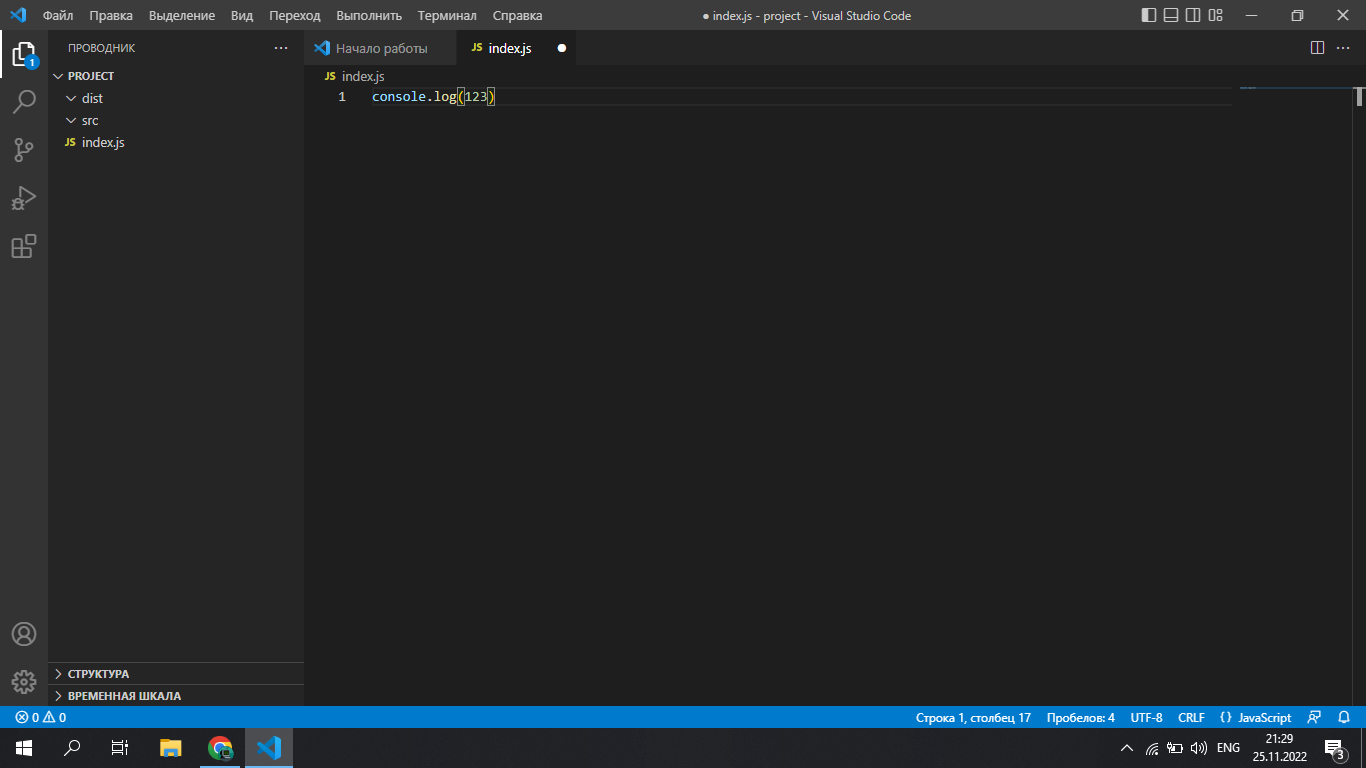 Файл Правка Выделение Вид Переход Выполнить Терминал Справка ● index.js - project - Visual Studio Code
ПРОВОДНИК
Начало работы
JS index.js
1
PROJECT
JS index.js
1 console.log(123)
dist
src
JS index.js
СТРУКТУРА
ВРЕМЕННАЯ ШКАЛА
0 0 Строка 1, столбец 17 Пробелов: 4 UTF-8 CRLF {} JavaScript
ENG
21:29
25.11.2022
3